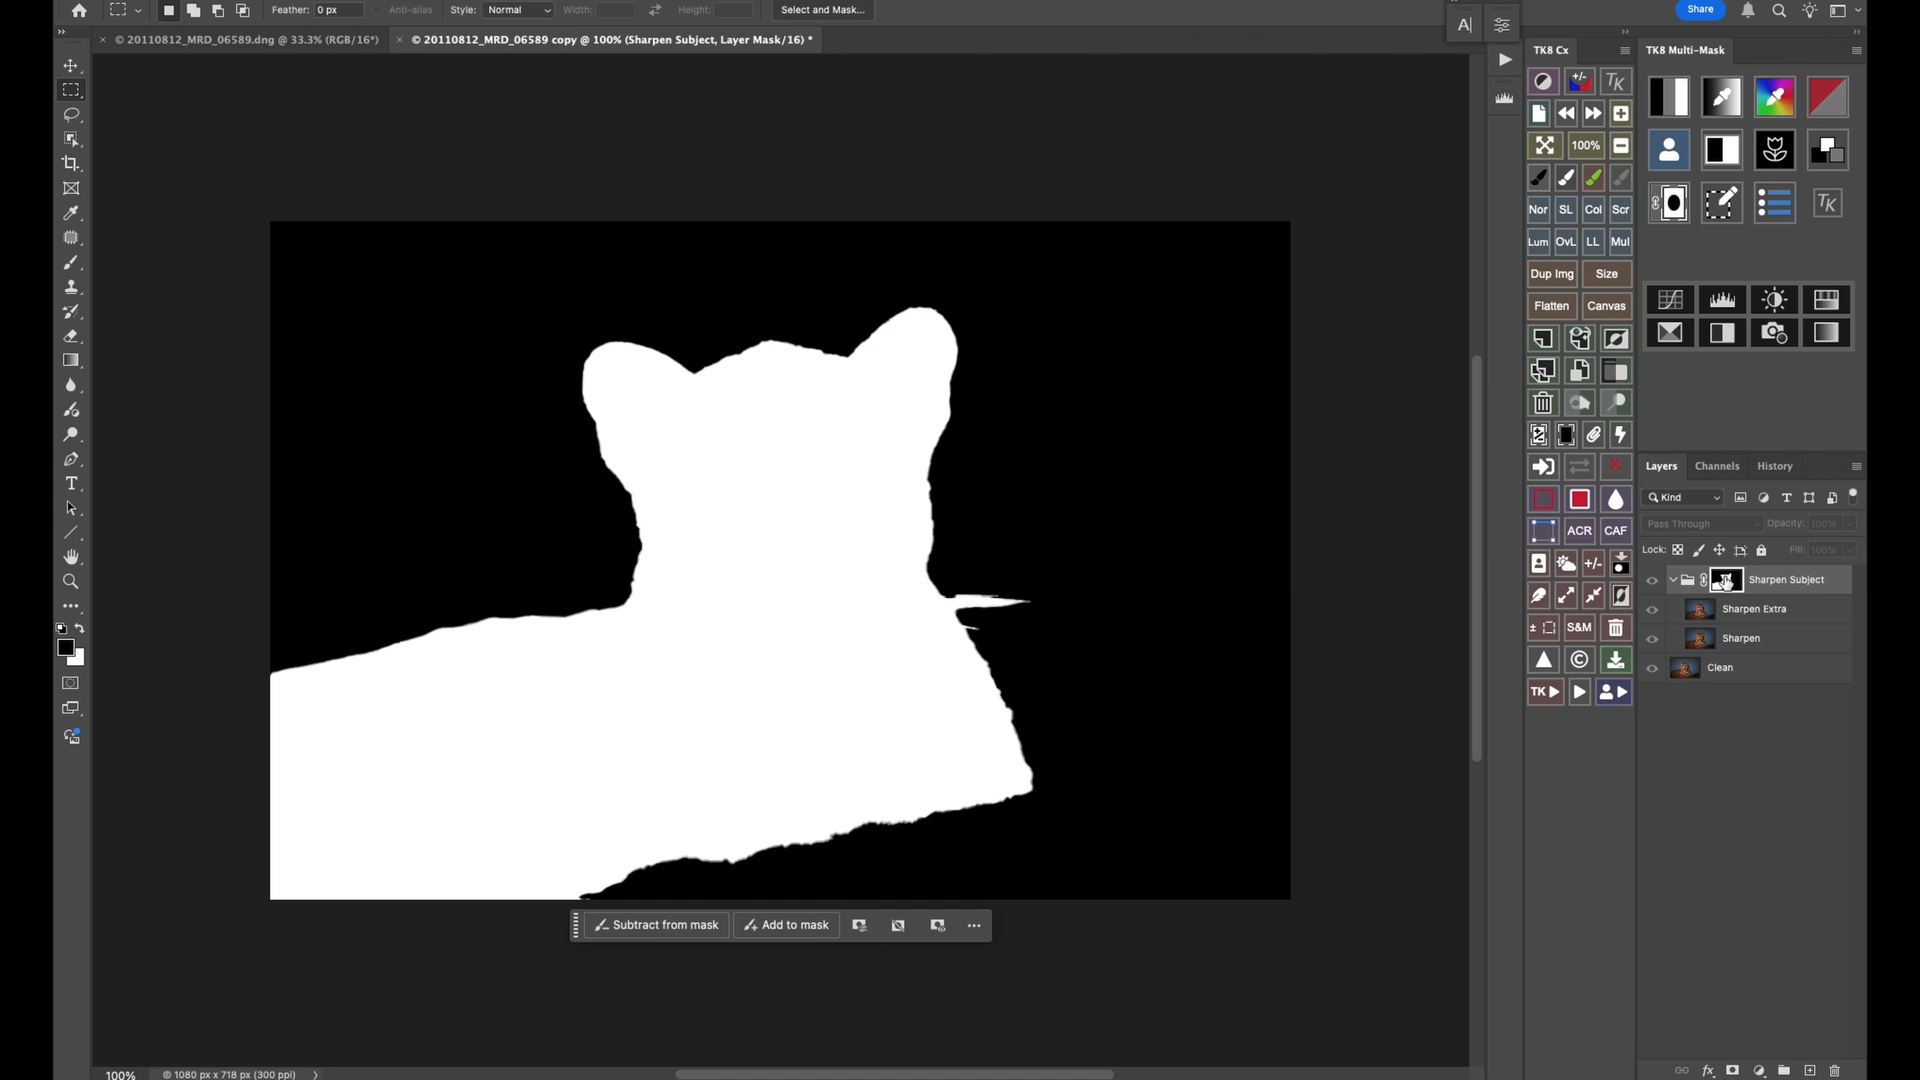 Feather: 0 px Anti-alias Style: Normal Width: Height: Select and Mask...
Share
© 20110812_MRD_06589.dng @ 33.3% (RGB/16*)
© 20110812_MRD_06589 copy @ 100% (Sharpen Subject, Layer Mask/16) *
TK8 Cx
TK8 Multi-Mask
TK
100%
Nor SL Col Scr
Lum OvL LL Mul
Dup Img Size
Flatten Canvas
TK
ACR CAF
+/-
S&M
TK
Layers Channels History
Kind
Pass Through Opacity: 100%
Lock: Fill: 100%
Sharpen Subject
Sharpen Extra
Sharpen
Clean
Subtract from mask Add to mask
100% © 1080 px x 718 px (300 ppi)